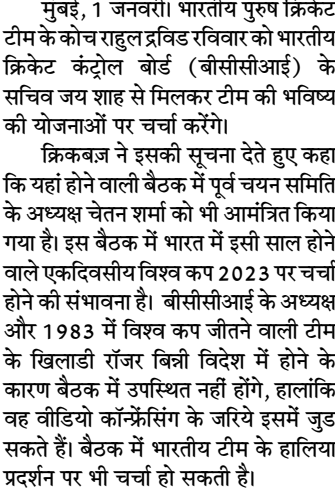 मुंबई, 1 जनवरी। भारतीय पुरुष क्रिकेट
टीम के कोच राहुल द्रविड रविवार को भारतीय
क्रिकेट कंट्रोल बोर्ड (बीसीसीआई) के
सचिव जय शाह से मिलकर टीम की भविष्य
की योजनाओं पर चर्चा करेंगे।
क्रिकबज़ ने इसकी सूचना देते हुए कहा
कि यहां होने वाली बैठक में पूर्व चयन समिति
के अध्यक्ष चेतन शर्मा को भी आमंत्रित किया
गया है। इस बैठक में भारत में इसी साल होने
वाले एकदिवसीय विश्व कप 2023 पर चर्चा
होने की संभावना है। बीसीसीआई के अध्यक्ष
और 1983 में विश्व कप जीतने वाली टीम
के खिलाडी रॉजर बिन्नी विदेश में होने के
कारण बैठक में उपस्थित नहीं होंगे, हालांकि
वह वीडियो कॉन्फ्रेंसिंग के जरिये इसमें जुड
सकते हैं। बैठक में भारतीय टीम के हालिया
प्रदर्शन पर भी चर्चा हो सकती है।